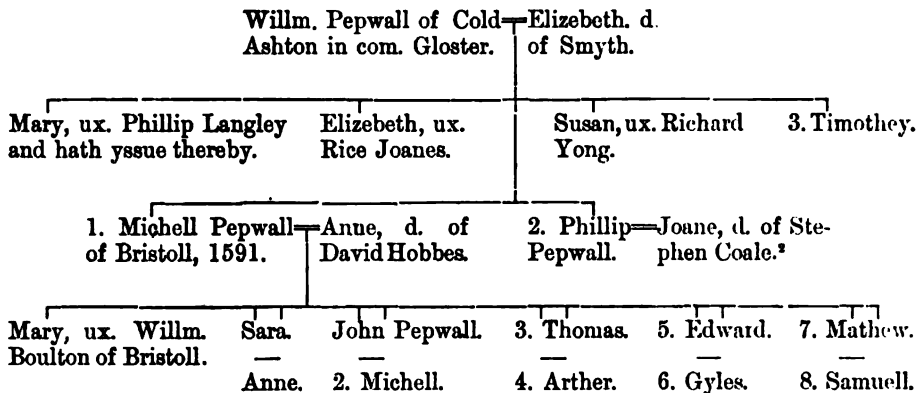 Willm. Pepwall of Cold Ashton in com. Gloster.
Elizebeth. d. of Smyth.
Mary, ux. Phillip Langley
and hath yssue thereby.
Elizebeth, ux.
Rice Joanes.
Susan, ux. Richard
Yong.
3. Timothey.
1. Michell Pepwall
of Bristoll, 1591.
Anne, d. of
David Hobbes.
2. Phillip
Pepwall.
Joane, d. of Ste-
phen Coale.²
Mary, ux. Willm.
Boulton of Bristoll.
Sara.
Anne.
John Pepwall.
2. Michell.
3. Thomas.
4. Arther.
5. Edward.
6. Gyles.
7. Mathew.
8. Samuell.